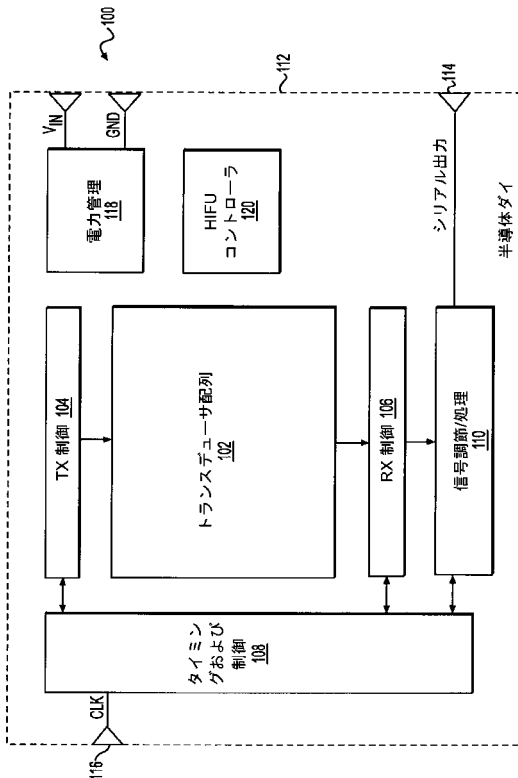 100
112
V_IN
GND
電力管理
118
HIFU
コントローラ
120
114
シリアル出力
半導体ダイ
TX 制御 104
トランスデューサ配列
102
RX 制御 106
信号調節/処理
110
タイミン
グおよび
制御
108
CLK
116